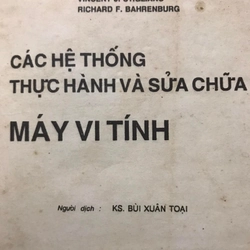 RICHARD F. BAHRENBURG
CÁC HỆ THỐNG
THỰC HÀNH VÀ SỬA CHỮA
MÁY VI TÍNH
Người dịch : KS. BÙI XUÂN TOẠI